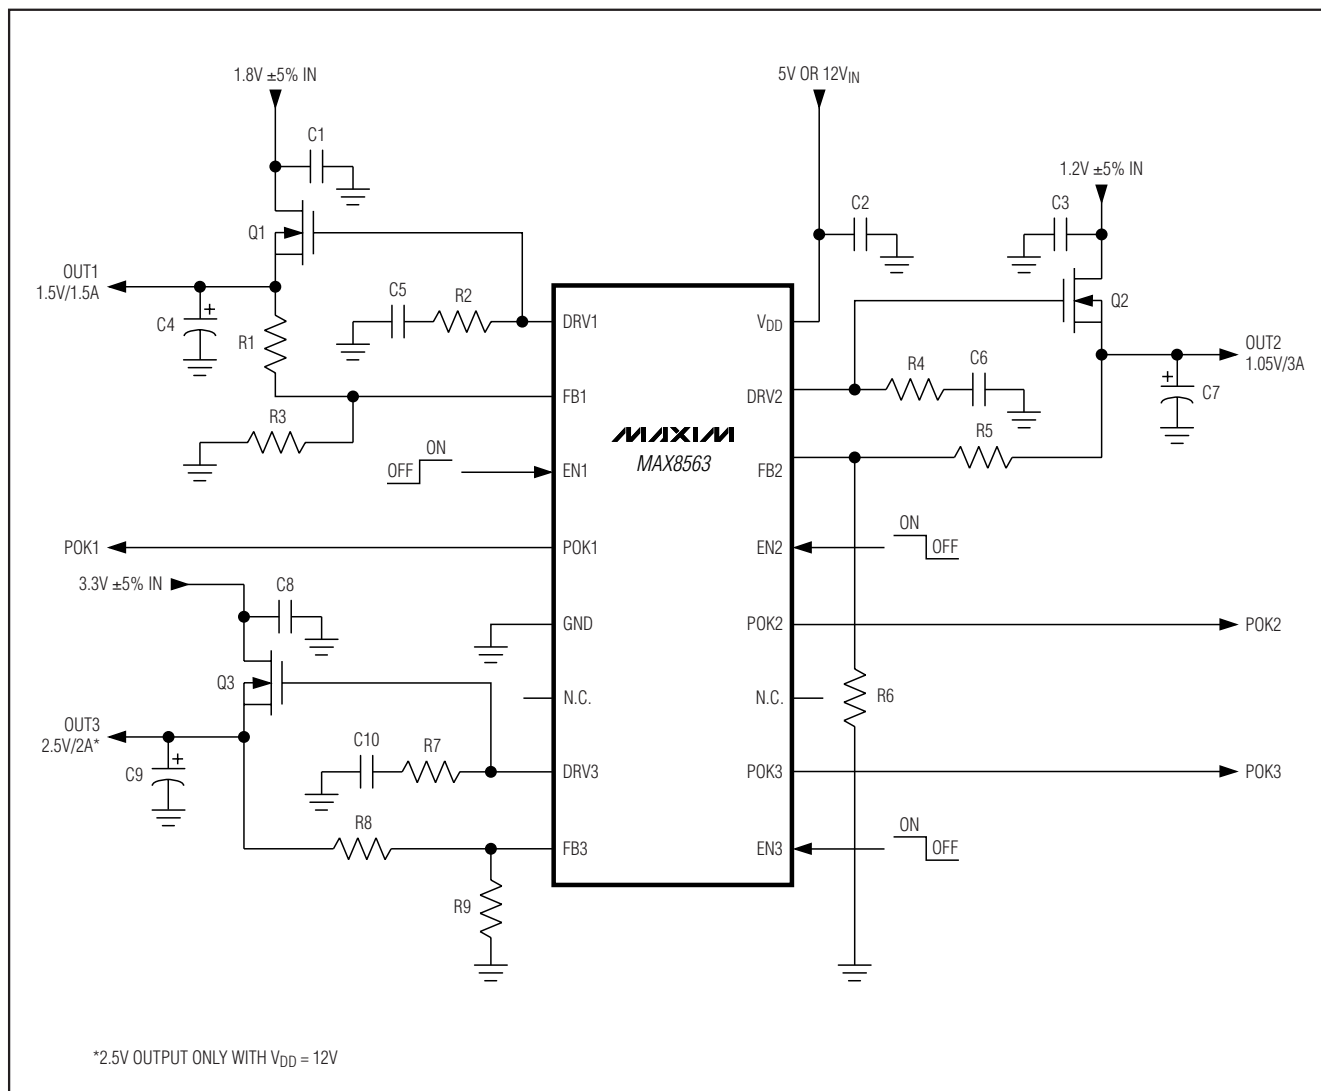 1.8V ±5% IN
5V OR 12VIN
C1
1.2V ±5% IN
C2
C3
Q1
OUT1
1.5V/1.5A
C5
R2
Q2
C4
R1
DRV1
VDD
OUT2
1.05V/3A
R4
C6
FB1
DRV2
C7
R3
MAXIM
MAX8563
R5
ON
OFF
EN1
FB2
ON
OFF
POK1
POK1
EN2
3.3V ±5% IN
C8
GND
POK2
POK2
Q3
N.C.
N.C.
R6
OUT3
2.5V/2A*
C10
R7
C9
DRV3
POK3
POK3
R8
ON
OFF
FB3
EN3
R9
*2.5V OUTPUT ONLY WITH VDD = 12V